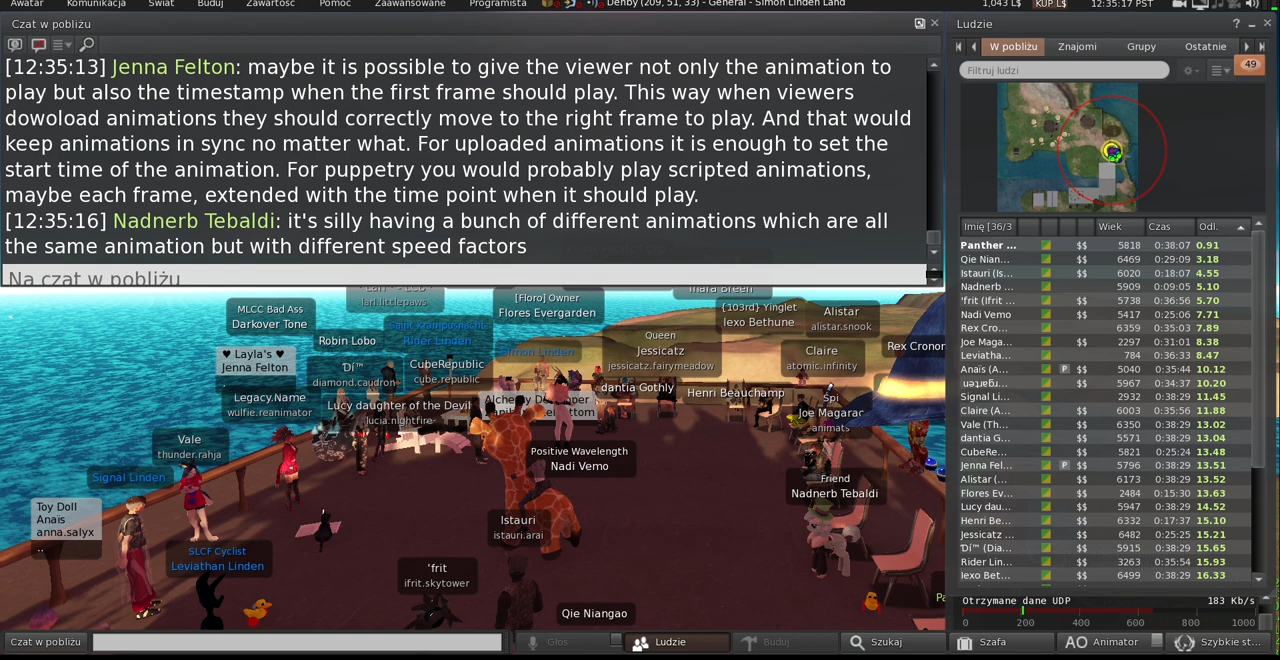 Awatar Komunikacja Świat Buduj Zawartość Pomoc Zaawansowane Programista Denby (209, 51, 33) - General - Simon Linden Land 1,043 L$ KUP L$ 12:35:17 PST
Czat w pobliżu
[12:35:13] Jenna Felton: maybe it is possible to give the viewer not only the animation to
play but also the timestamp when the first frame should play. This way when viewers
dowoload animations they should correctly move to the right frame to play. And that would
keep animations in sync no matter what. For uploaded animations it is enough to set the
start time of the animation. For puppetry you would probably play scripted animations,
maybe each frame, extended with the time point when it should play.
[12:35:16] Nadnerb Tebaldi: it's silly having a bunch of different animations which are all
the same animation but with different speed factors
Na czat w pobliżu
lari.littlepaws
MLCC Bad Ass
Darkover Tone
[Floro] Owner
Flores Evergarden
Inara Breen
{103rd} Yinglet
Iexo Bethune
Alistar
alistar.snook
Rider Linden
Robin Lobo
Simon Linden
Queen
Jessicatz
jessicatz.fairymeadow
Claire
atomic.infinity
Rex Cronor
♥ Layla's ♥
Jenna Felton
Ɗí™
diamond.caudron
CubeRepublic
cube.republic
dantia Gothly
Henri Beauchamp
Legacy.Name
wulfie.reanimator
Lucy daughter of the Devil
lucia.nightfire
Špi
Joe Magarac
animats
Vale
thunder.rahja
Positive Wavelength
Nadi Vemo
Signal Linden
Friend
Nadnerb Tebaldi
Toy Doll
Anaïs
anna.salyx
..
Istauri
istauri.arai
SLCF Cyclist
Leviathan Linden
'frit
ifrit.skytower
Qie Niangao
Ludzie
W pobliżu Znajomi Grupy Ostatnie
Filtruj ludzi
49
Imię [36/3 Wiek Czas Odl.
Panther ... $$ 5818 0:38:07 0.91
Qie Nian... $$ 6469 0:29:09 3.18
Istauri (Is... $$ 6020 0:18:07 4.55
Nadnerb ... 5909 0:09:05 5.10
'frit (Ifrit ... $$ 5738 0:36:56 5.70
Nadi Vemo $$ 5417 0:25:06 7.71
Rex Cro... 6359 0:35:03 7.89
Joe Maga... $$ 2297 0:31:01 8.38
Leviatha... 784 0:36:33 8.47
Anaïs (A... P $$ 5040 0:35:44 10.12
$$ 5967 0:34:37 10.20
Signal Li... 2931 0:38:29 11.45
Claire (A... $$ 6003 0:35:56 11.88
Vale (Th... $$ 6350 0:38:29 13.02
dantia G... $$ 5571 0:38:29 13.04
CubeRe... $$ 5821 0:25:24 13.48
Jenna Fel... P $$ 5796 0:38:29 13.51
Alistar (... $$ 6173 0:38:29 13.52
Flores Ev... $$ 2484 0:15:30 13.63
Lucy dau... $$ 5947 0:38:29 14.52
Henri Be... $$ 6332 0:17:37 15.10
Jessicatz ... $$ 6482 0:25:25 15.21
Ɗí™ (Dia... $$ 5915 0:38:29 15.65
Rider Lin... $$ 3263 0:35:54 15.93
Iexo Bet... $$ 6499 0:38:29 16.33
Otrzymane dane UDP 183 Kb/s
0 200 400 600 800 1000
Czat w pobliżu Głos Ludzie Buduj Szukaj Szafa AO Animator Szybkie st...